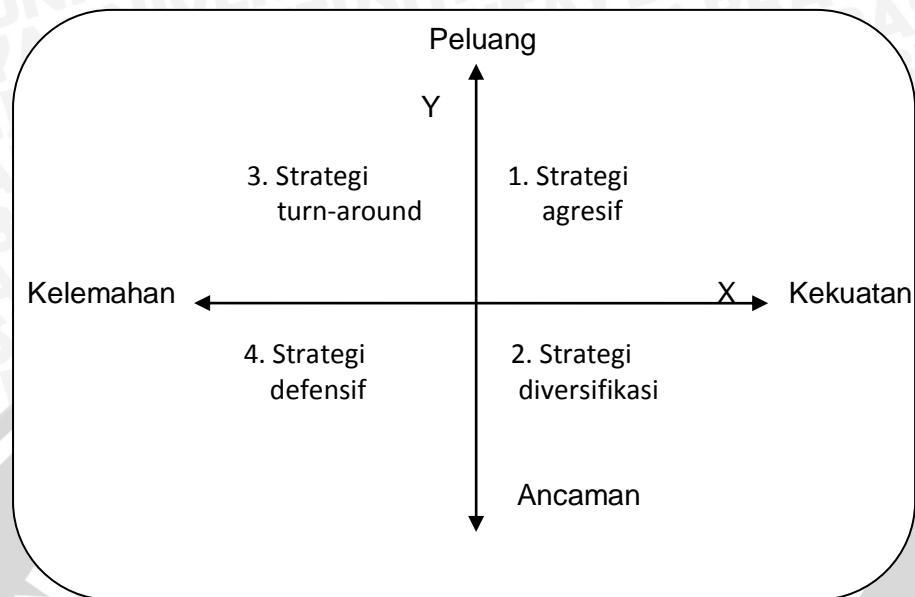 Peluang
Y
3. Strategi
turn-around
1. Strategi
agresif
Kelemahan
X
Kekuatan
4. Strategi
defensif
2. Strategi
diversifikasi
Ancaman